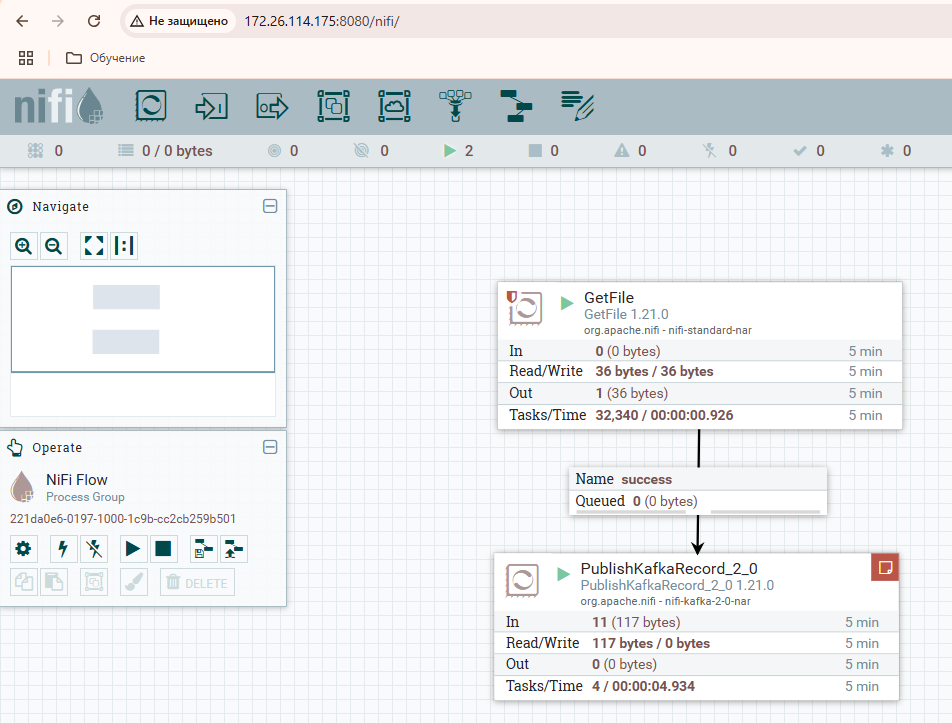 Не защищено 172.26.114.175:8080/nifi/
Обучение
nifi
0 0 / 0 bytes 0 0 2 0 0 0 0 0
Navigate
Operate
NiFi Flow
Process Group
221da0e6-0197-1000-1c9b-cc2cb259b501
DELETE
GetFile
GetFile 1.21.0
org.apache.nifi - nifi-standard-nar
In 0 (0 bytes) 5 min
Read/Write 36 bytes / 36 bytes 5 min
Out 1 (36 bytes) 5 min
Tasks/Time 32,340 / 00:00:00.926 5 min
Name success
Queued 0 (0 bytes)
PublishKafkaRecord_2_0
PublishKafkaRecord_2_0 1.21.0
org.apache.nifi - nifi-kafka-2-0-nar
In 11 (117 bytes) 5 min
Read/Write 117 bytes / 0 bytes 5 min
Out 0 (0 bytes) 5 min
Tasks/Time 4 / 00:00:04.934 5 min